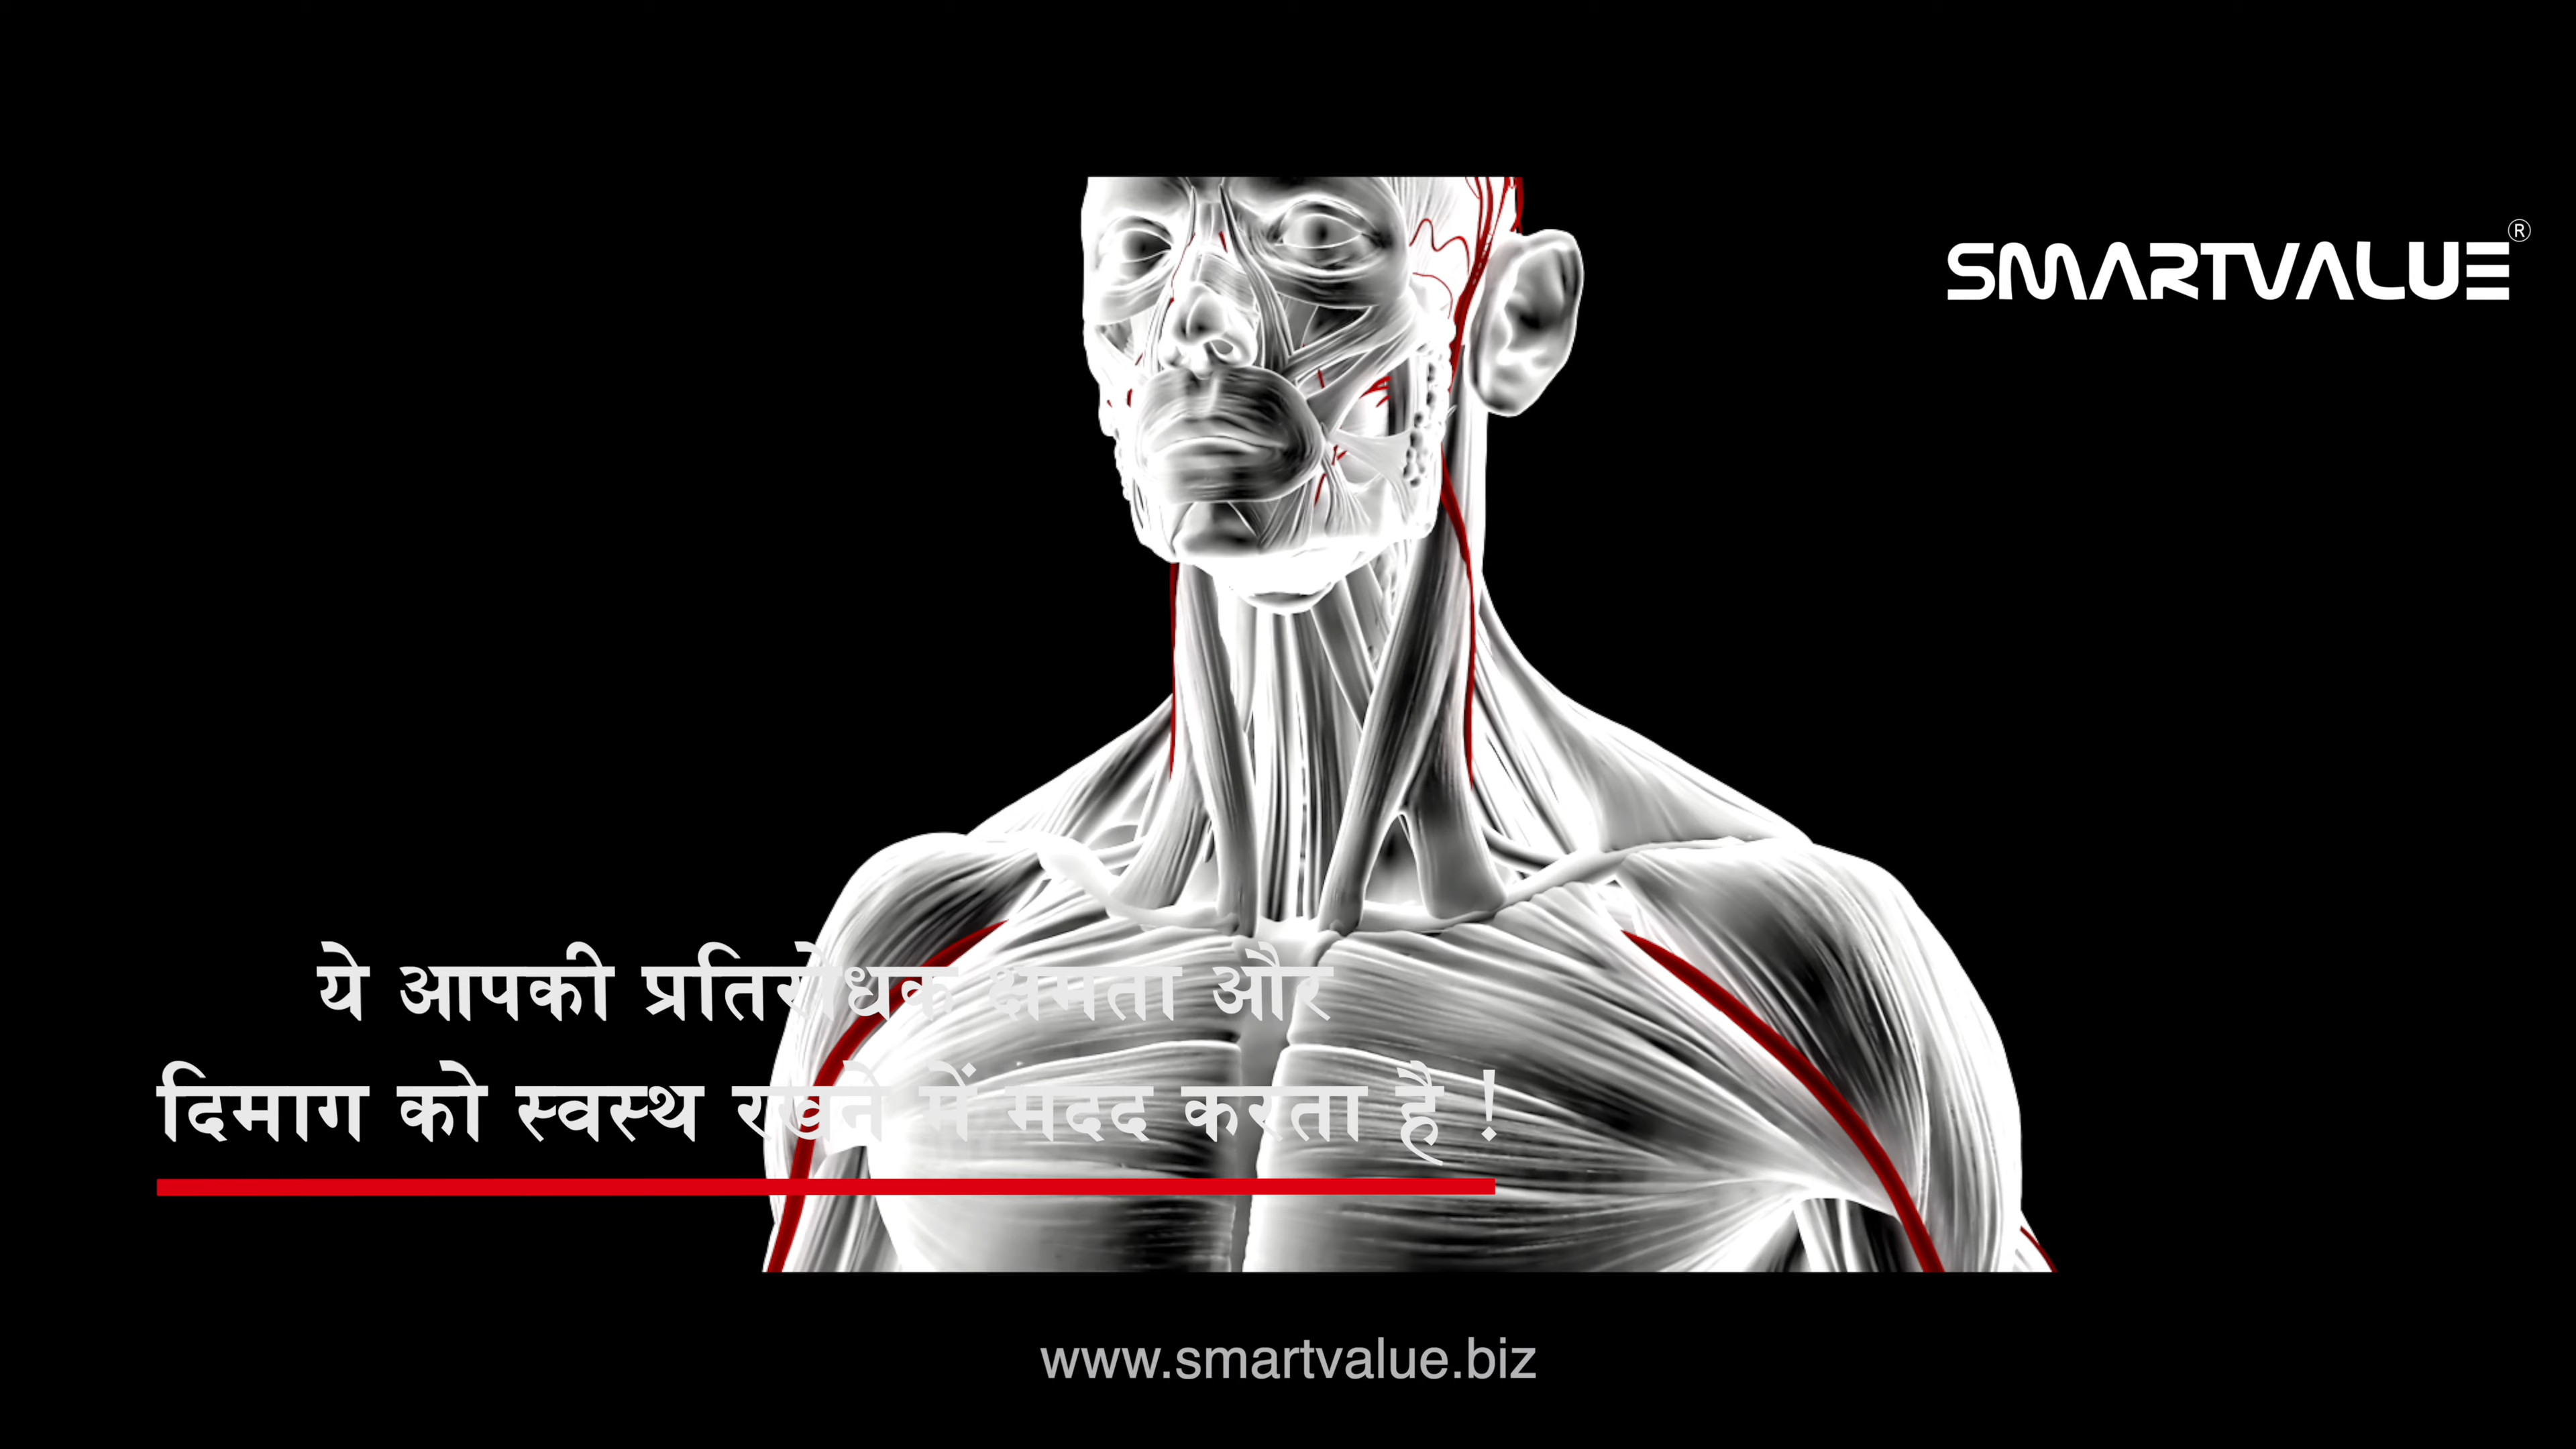 SMARTVALUE®
ये आपकी प्रतिरोधक क्षमता और
दिमाग को स्वस्थ रखने में मदद करता है !
www.smartvalue.biz